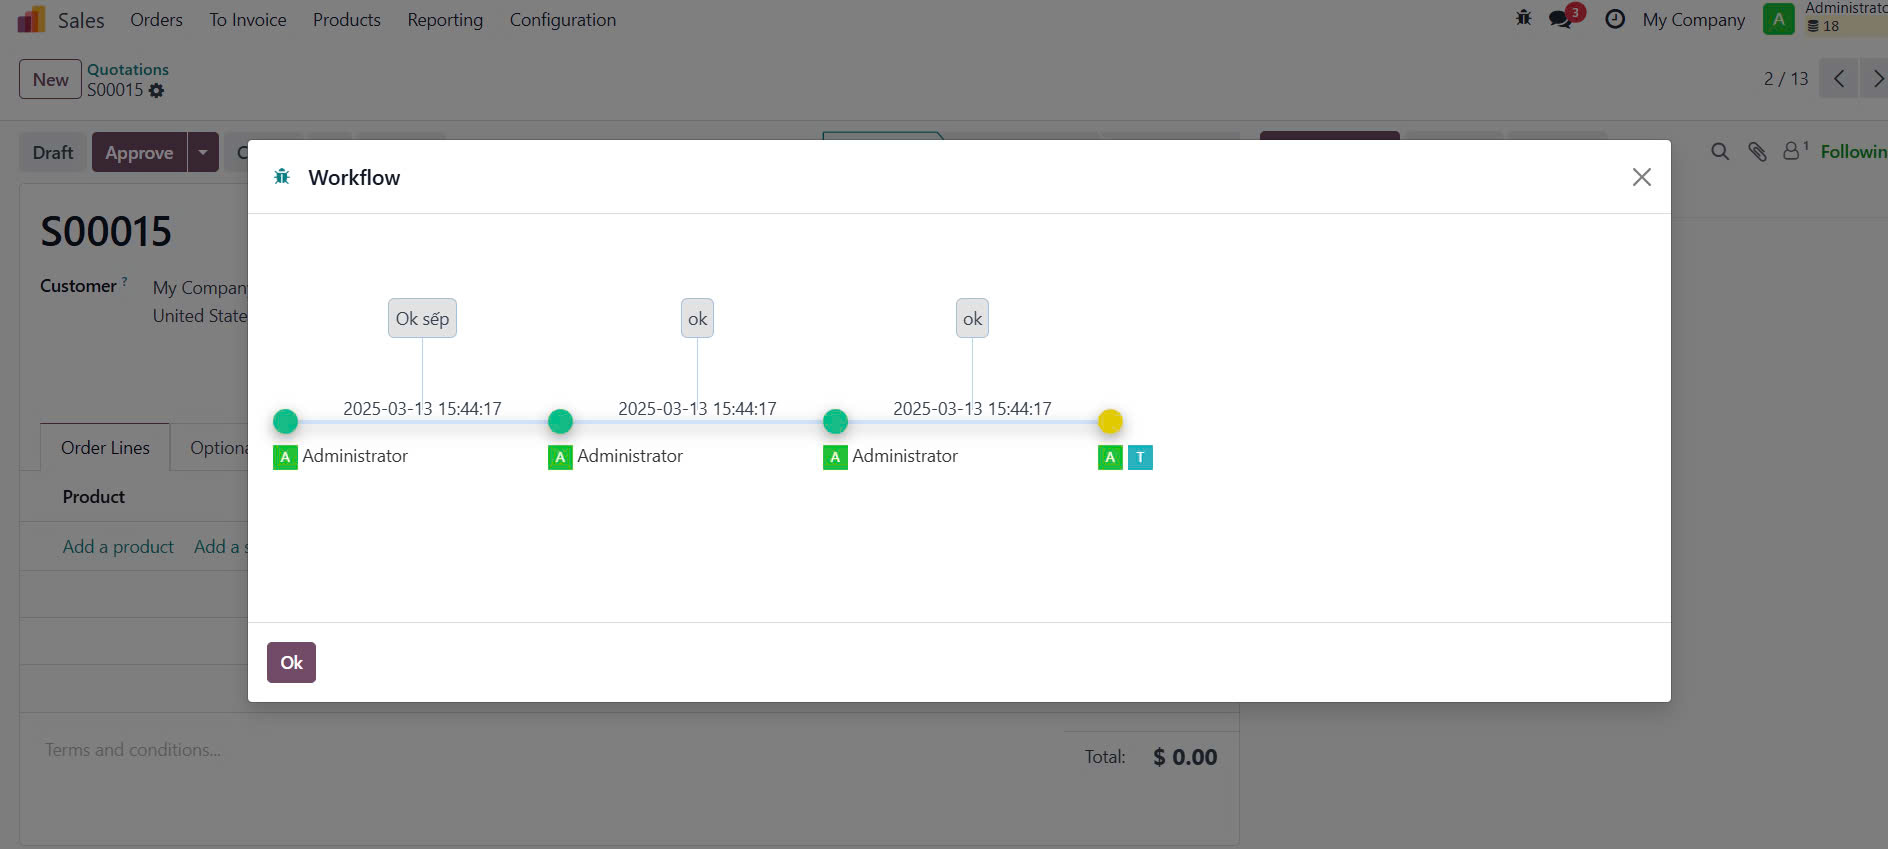 Sales Orders To Invoice Products Reporting Configuration 3 My Company A Administrato
18
New Quotations
S00015
2 / 13
Draft Approve C
1 Followin
Workflow
S00015
Customer ? My Compan
United State
Ok sếp ok ok
2025-03-13 15:44:17 2025-03-13 15:44:17 2025-03-13 15:44:17
A Administrator A Administrator A Administrator A T
Order Lines Optiona
Product
Add a product Add a s
Ok
Terms and conditions...
Total: $ 0.00